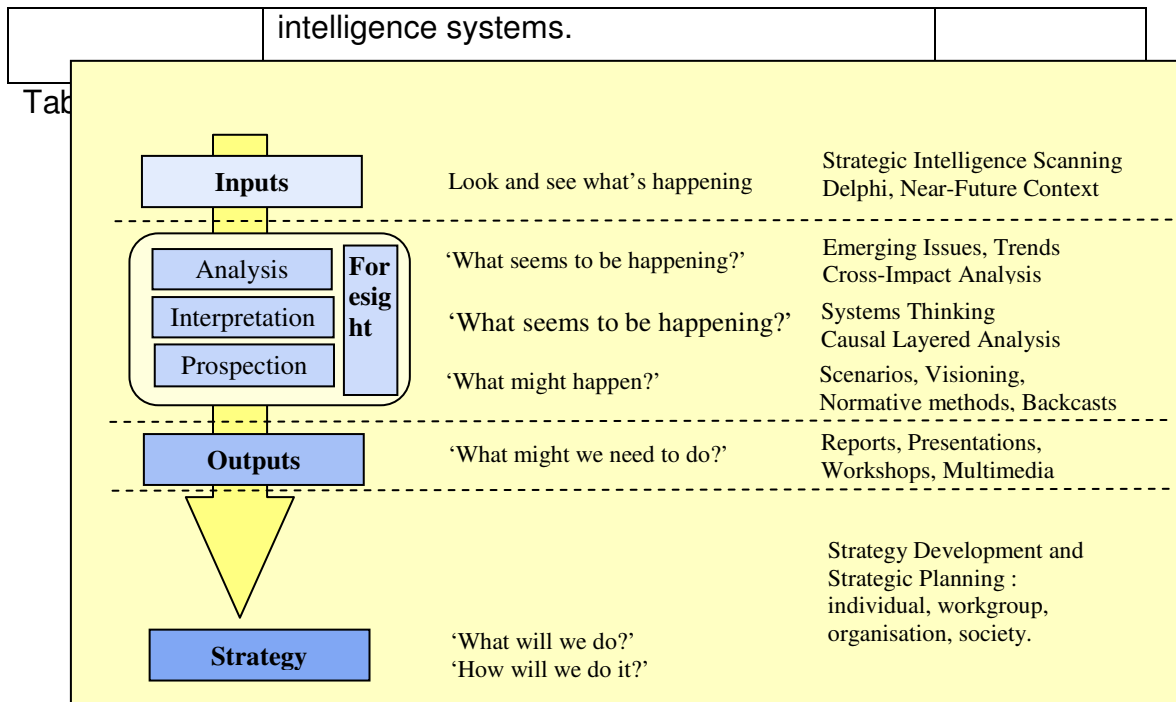 intelligence systems.
Tab
Inputs
Look and see what’s happening
Strategic Intelligence Scanning
Delphi, Near-Future Context
Analysis
Interpretation
Prospection
For
esig
ht
‘What seems to be happening?’
Emerging Issues, Trends
Cross-Impact Analysis
‘What seems to be happening?’
Systems Thinking
Causal Layered Analysis
‘What might happen?’
Scenarios, Visioning,
Normative methods, Backcasts
Outputs
‘What might we need to do?’
Reports, Presentations,
Workshops, Multimedia
Strategy Development and
Strategic Planning :
individual, workgroup,
organisation, society.
Strategy
‘What will we do?’
‘How will we do it?’